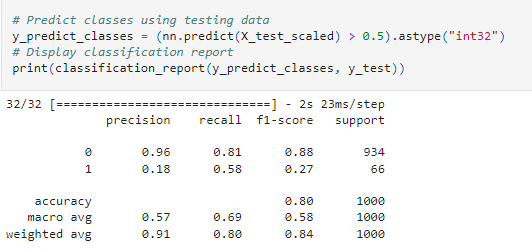 # Predict classes using testing data
y_predict_classes = (nn.predict(X_test_scaled) > 0.5).astype("int32")
# Display classification report
print(classification_report(y_predict_classes, y_test))
32/32 [==============================] - 2s 23ms/step
precision recall f1-score support
0 0.96 0.81 0.88 934
1 0.18 0.58 0.27 66
accuracy 0.80 1000
macro avg 0.57 0.69 0.58 1000
weighted avg 0.91 0.80 0.84 1000